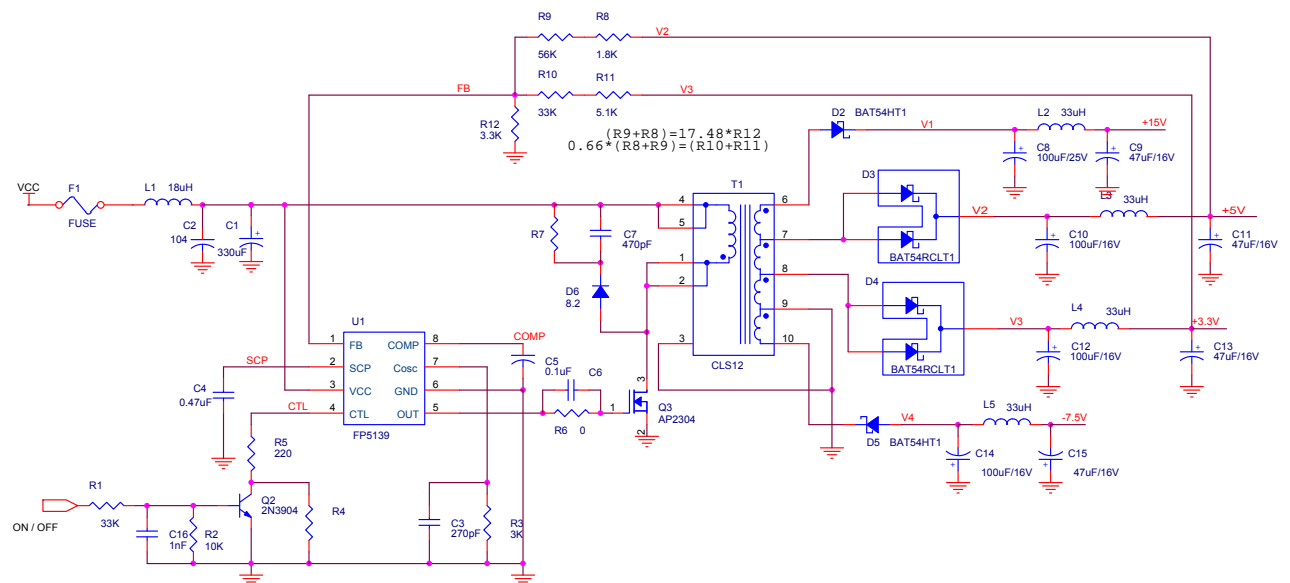 R9 R8
V2
56K 1.8K
R10 R11
FB V3
33K 5.1K
R12
3.3K
(R9+R8)=17.48*R12
0.66*(R8+R9)=(R10+R11)
D2 BAT54HT1
V1
L2 33uH
+15V
C8
100uF/25V
C9
47uF/16V
VCC
F1
FUSE
L1 18uH
C2
104
C1
330uF
+
R7
C7
470pF
D6
8.2
T1
4
5
1
2
3
6
7
8
9
10
CLS12
D3
V2
BAT54RCLT1
L3
33uH
+5V
C10
100uF/16V
C11
47uF/16V
D4
V3
BAT54RCLT1
L4
33uH
+3.3V
C12
100uF/16V
C13
47uF/16V
U1
1 FB COMP 8
2 SCP Cosc 7
3 VCC GND 6
4 CTL OUT 5
FP5139
SCP
CTL
COMP
C4
0.47uF
C5
0.1uF
C6
R6 0
1
3
2
Q3
AP2304
V4
D5 BAT54HT1
L5
33uH
-7.5V
C14
100uF/16V
C15
47uF/16V
R5
220
R1
33K
ON / OFF
C16
1nF
R2
10K
Q2
2N3904
R4
C3
270pF
R3
3K